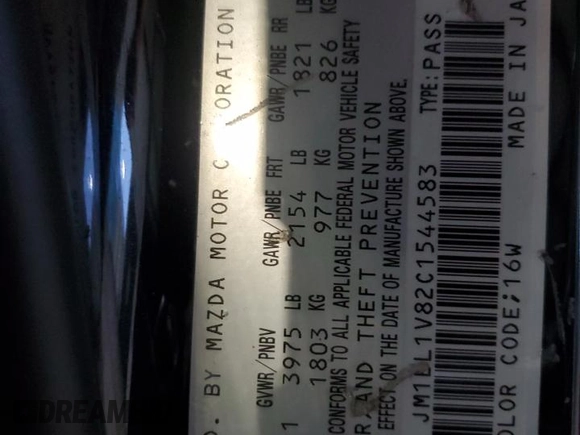 D. BY MAZDA MOTOR C ORATION
GVWR/PNBV GAWR/PNBE FRT GAWR/PNBE RR
1 3975 LB 2154 LB 1821 LB
1803 KG 977 KG 826 KG
CONFORMS TO ALL APPLICABLE FEDERAL MOTOR VEHICLE SAFETY
R AND THEFT PREVENTION
EFFECT ON THE DATE OF MANUFACTURE SHOWN ABOVE.
JM1LL1V82C1544583 TYPE:PASS
OLOR CODE;16W MADE IN JA